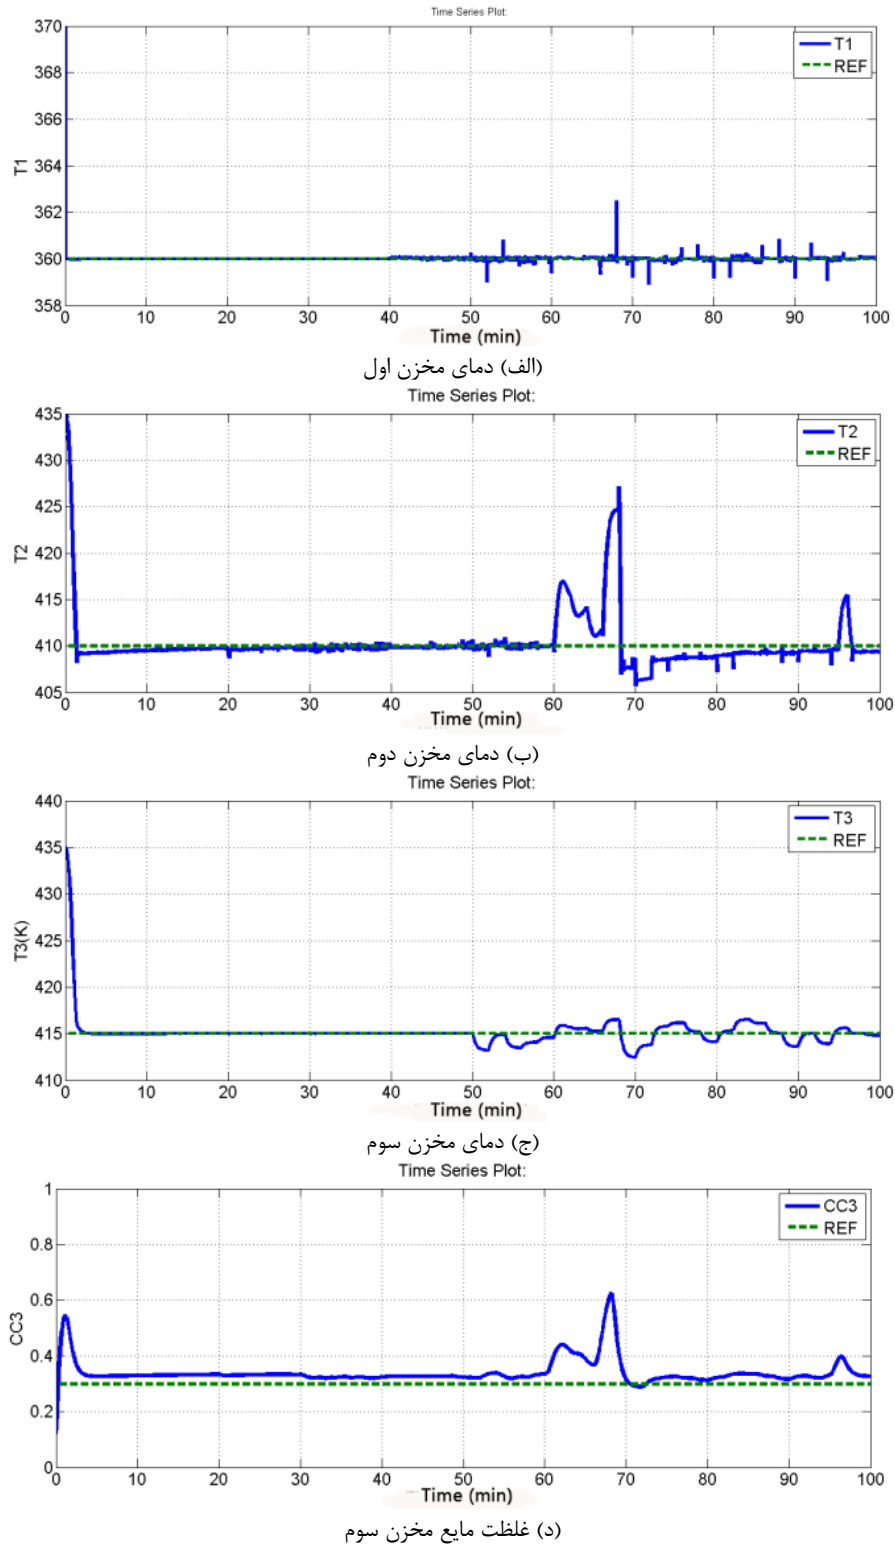 Time Series Plot:
370
368
366
364
362
360
358
T1
T1
REF
0 10 20 30 40 50 60 70 80 90 100
Time (min)
(الف) دمای مخزن اول
Time Series Plot:
435
430
425
420
415
410
405
T2
T2
REF
0 10 20 30 40 50 60 70 80 90 100
Time (min)
(ب) دمای مخزن دوم
Time Series Plot:
440
435
430
425
420
415
410
T3(K)
T3
REF
0 10 20 30 40 50 60 70 80 90 100
Time (min)
(ج) دمای مخزن سوم
Time Series Plot:
1
0.8
0.6
0.4
0.2
0
CC3
CC3
REF
0 10 20 30 40 50 60 70 80 90 100
Time (min)
(د) غلظت مایع مخزن سوم